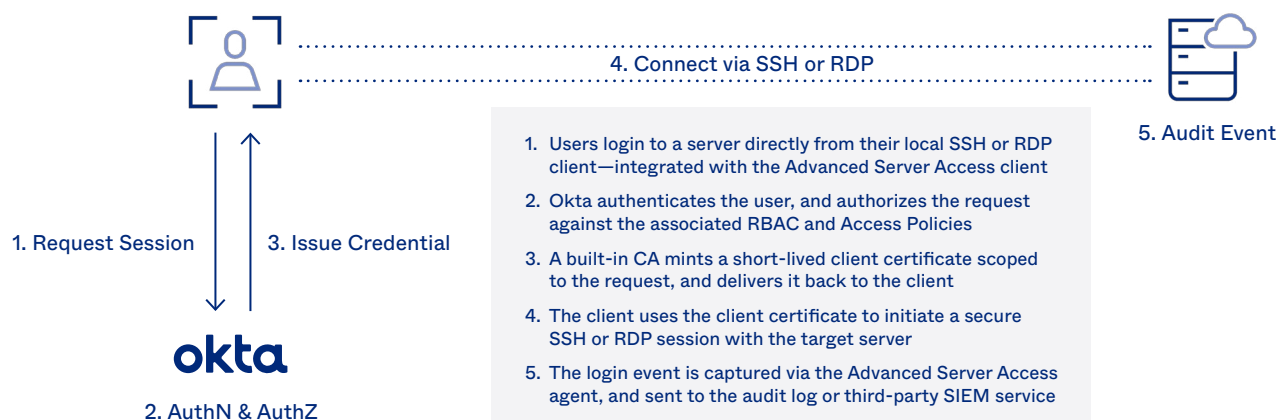 4. Connect via SSH or RDP
5. Audit Event
1. Request Session
3. Issue Credential
okta
2. AuthN & AuthZ
1. Users login to a server directly from their local SSH or RDP
client—integrated with the Advanced Server Access client
2. Okta authenticates the user, and authorizes the request
against the associated RBAC and Access Policies
3. A built-in CA mints a short-lived client certificate scoped
to the request, and delivers it back to the client
4. The client uses the client certificate to initiate a secure
SSH or RDP session with the target server
5. The login event is captured via the Advanced Server Access
agent, and sent to the audit log or third-party SIEM service